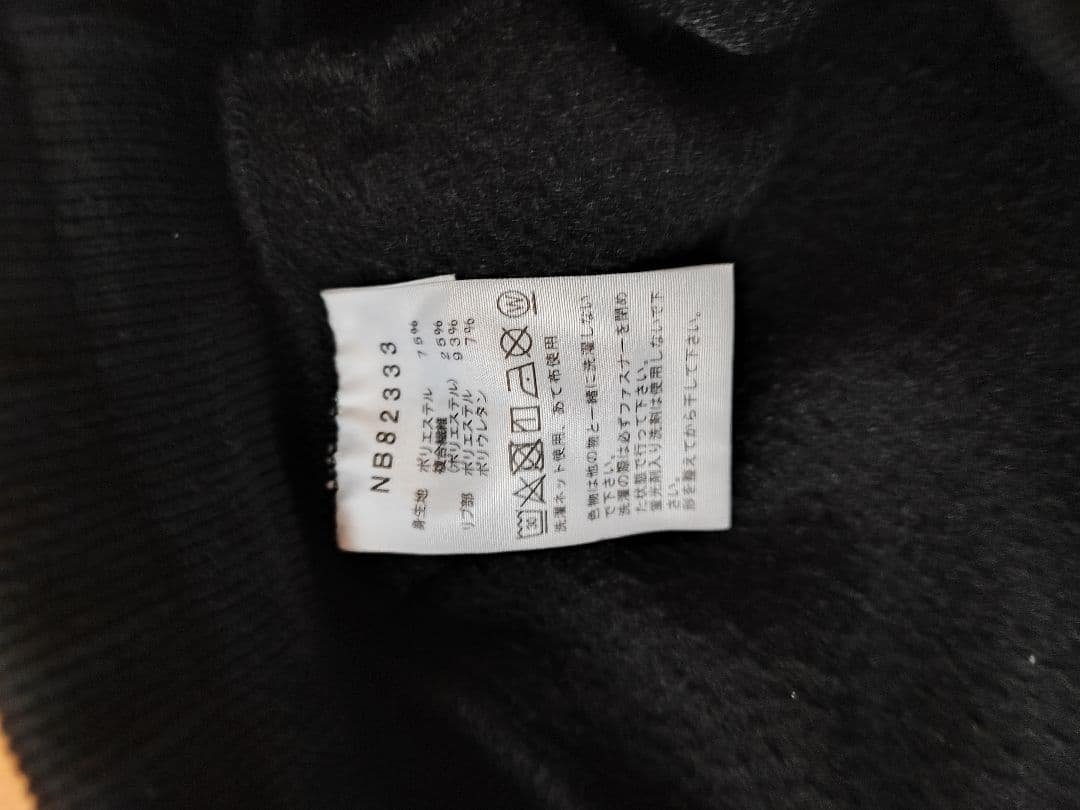 NB82333
身生地 ポリエステル 75%
複合繊維
(ポリエステル) 25%
リブ部 ポリエステル 93%
ポリウレタン 7%
30 W
洗濯ネット使用、あて布使用
色物は他の物と一緒に洗濯しない
で下さい。
洗濯の際は必ずファスナーを閉め
た状態で行って下さい。
蛍光剤入り洗剤は使用しないで下
さい。
形を整えてから干して下さい。